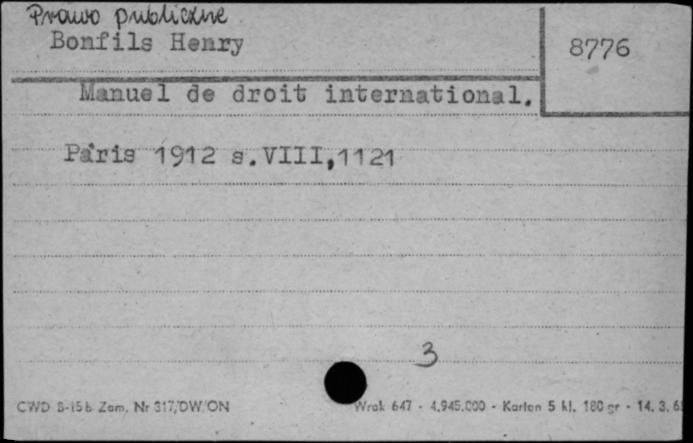 Prawo publiczne
Bonfils Henry
8776
Manuel de droit international.
Paris 1912 s.VIII,1121
3
CWD B-15b Zam. Nr 317/DW/ON
Wrak 647 - 4.945.000 - Karton 5 kl. 180 gr - 14. 3.